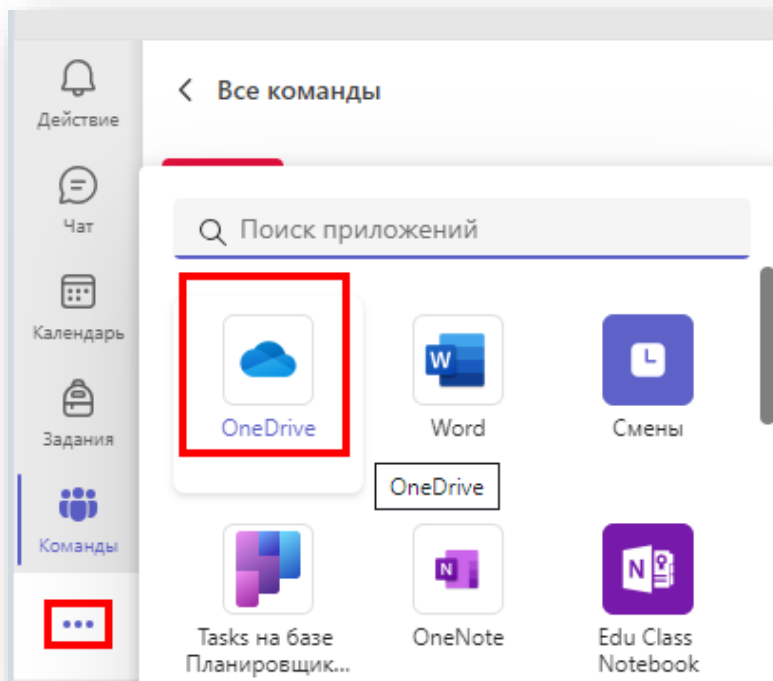 Действие
Чат
Календарь
Задания
Команды
Все команды
Поиск приложений
OneDrive
W
Word
L
Смены
OneDrive
Tasks на базе
Планировщик...
N
OneNote
N
Edu Class
Notebook